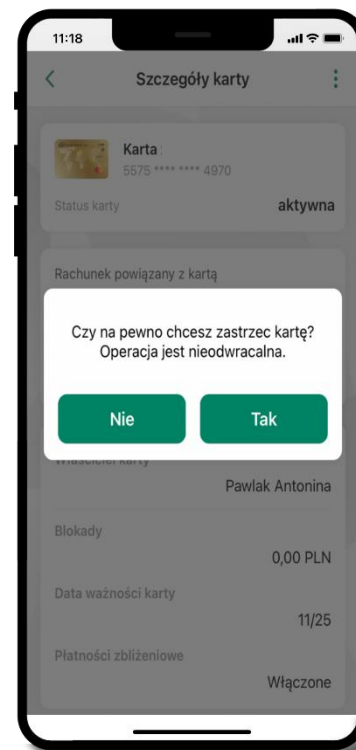 11:18
Szczegóły karty
Karta
5575 **** **** 4970
Status karty
aktywna
Rachunek powiązany z kartą
Czy na pewno chcesz zastrzec kartę?
Operacja jest nieodwracalna.
Nie
Tak
Właściciel karty
Pawlak Antonina
Blokady
0,00 PLN
Data ważności karty
11/25
Płatności zbliżeniowe
Włączone